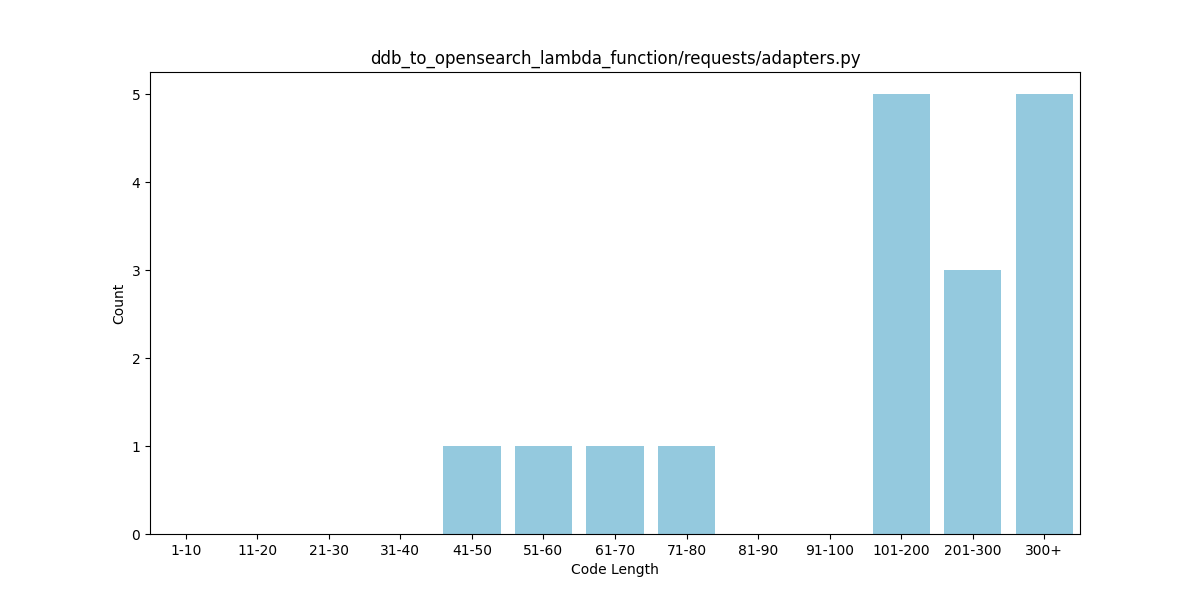 ddb_to_opensearch_lambda_function/requests/adapters.py
5
4
3
2
1
0
Count
1-10 11-20 21-30 31-40 41-50 51-60 61-70 71-80 81-90 91-100 101-200 201-300 300+
Code Length